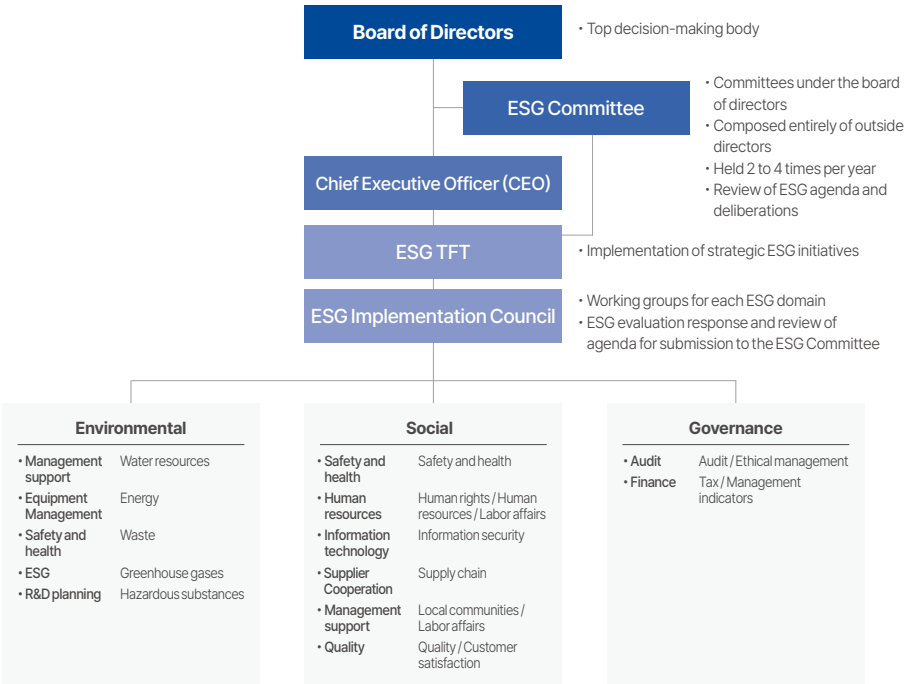 Board of Directors
• Top decision-making body
ESG Committee
• Committees under the board
of directors
• Composed entirely of outside
directors
• Held 2 to 4 times per year
• Review of ESG agenda and
deliberations
Chief Executive Officer (CEO)
ESG TFT
• Implementation of strategic ESG initiatives
ESG Implementation Council
• Working groups for each ESG domain
• ESG evaluation response and review of
agenda for submission to the ESG Committee
Environmental
• Management
support
Water resources
• Equipment
Management
Energy
• Safety and
health
Waste
• ESG
Greenhouse gases
• R&D planning
Hazardous substances
Social
• Safety and
health
Safety and health
• Human
resources
Human rights / Human
resources / Labor affairs
• Information
technology
Information security
• Supplier
Cooperation
Supply chain
• Management
support
Local communities /
Labor affairs
• Quality
Quality / Customer
satisfaction
Governance
• Audit
Audit / Ethical management
• Finance
Tax / Management
indicators